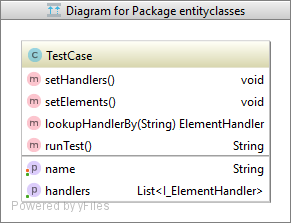 Diagram for Package entityclasses
C TestCase
m setHandlers() void
m setElements() void
m lookupHandlerBy(String) ElementHandler
m runTest() String
p name String
p handlers List<I_ElementHandler>
Powered by yFiles